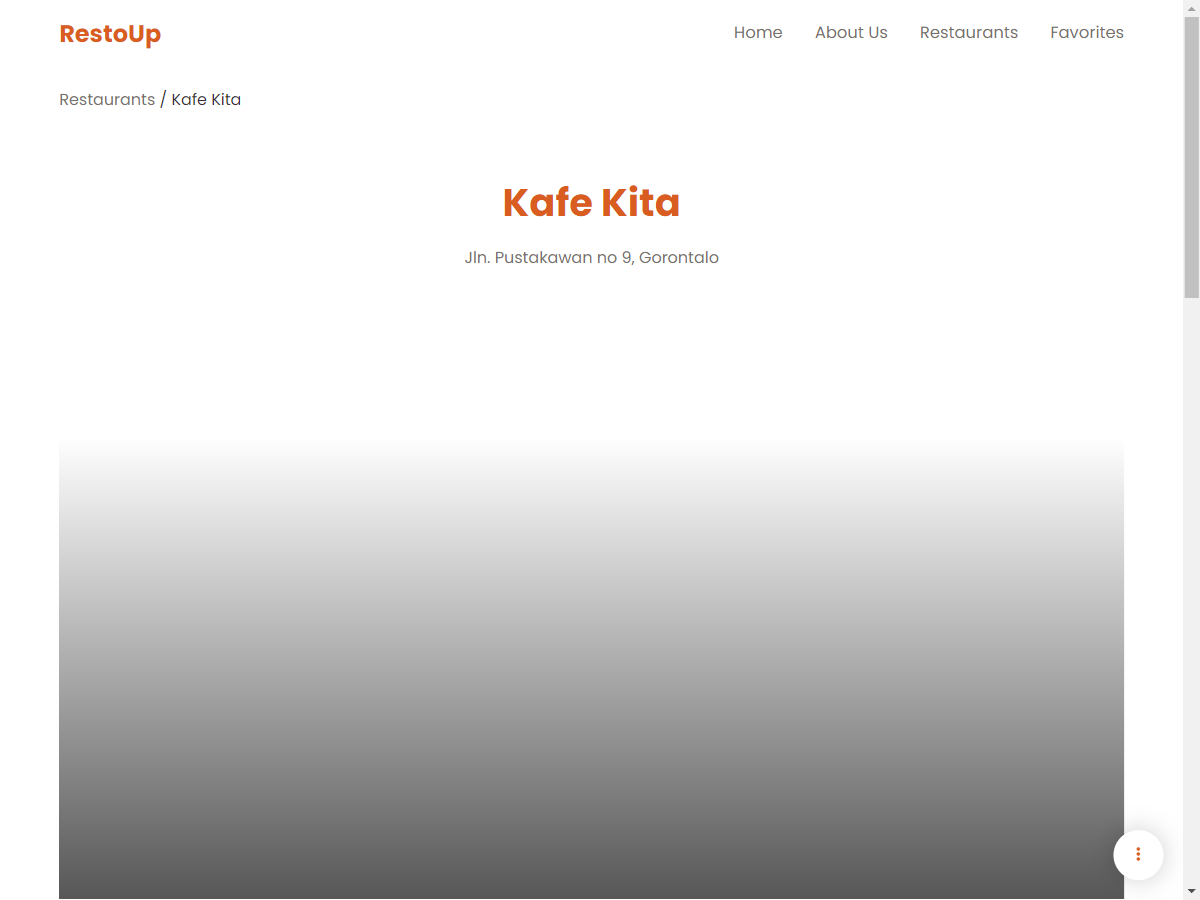 RestoUp
Home About Us Restaurants Favorites
Restaurants / Kafe Kita
Kafe Kita
Jln. Pustakawan no 9, Gorontalo